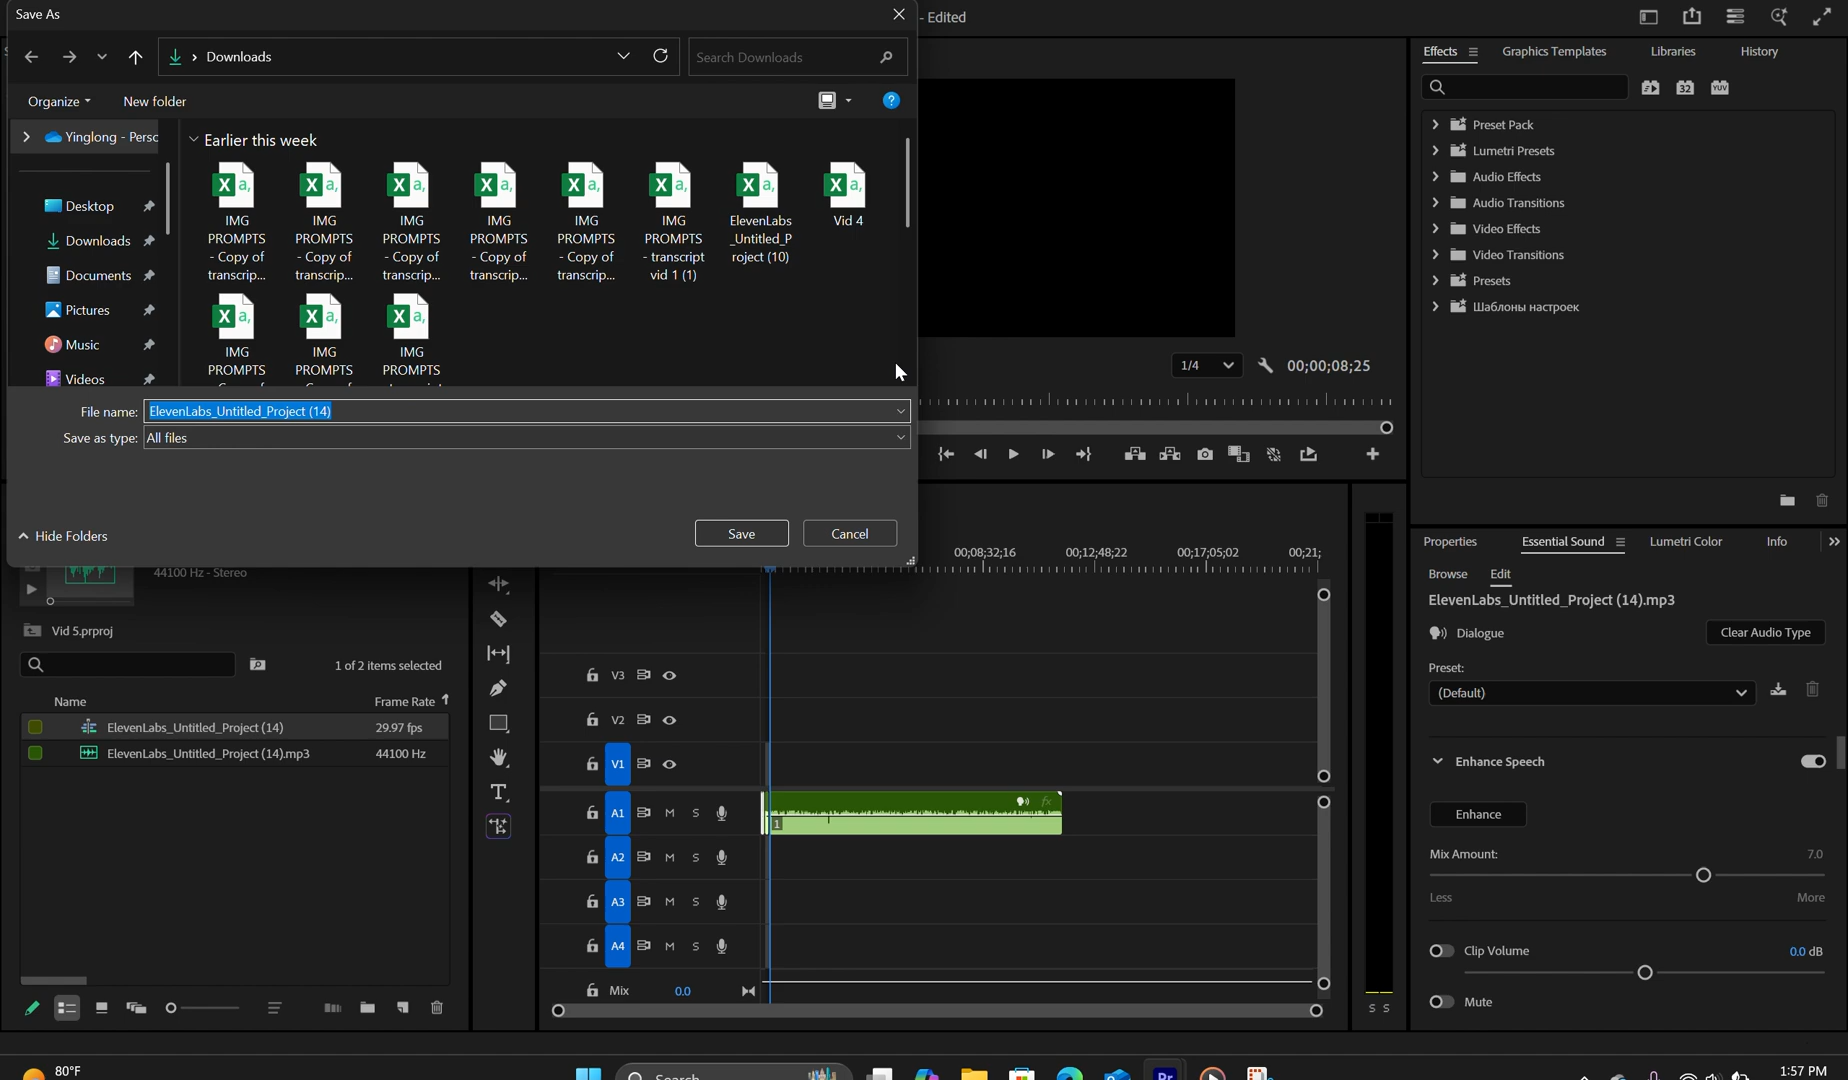 Save As
- Edited
Downloads
Search Downloads
Organize
New folder
Yinglong - Persc
Desktop
Downloads
Documents
Pictures
Music
Videos
Earlier this week
IMG PROMPTS - Copy of transcrip...
IMG PROMPTS - Copy of transcrip...
IMG PROMPTS - Copy of transcrip...
IMG PROMPTS - Copy of transcrip...
IMG PROMPTS - Copy of transcrip...
IMG PROMPTS - transcript vid 1 (1)
ElevenLabs _Untitled_P roject (10)
Vid 4
IMG PROMPTS
IMG PROMPTS
IMG PROMPTS
File name: ElevenLabs_Untitled_Project (14)
Save as type: All files
Hide Folders
Save
Cancel
1/4
00;00;08;25
Effects
Graphics Templates
Libraries
History
32
YUV
Preset Pack
Lumetri Presets
Audio Effects
Audio Transitions
Video Effects
Video Transitions
Presets
Шаблоны настроек
44100 Hz - Stereo
Vid 5.prproj
1 of 2 items selected
Name
Frame Rate
ElevenLabs_Untitled_Project (14)
29.97 fps
ElevenLabs_Untitled_Project (14).mp3
44100 Hz
00;08;32;16
00;12;48;22
00;17;05;02
00;21;
V3
V2
V1
A1 M S
fx
1
A2 M S
A3 M S
A4 M S
Mix 0.0
S S
Properties
Essential Sound
Lumetri Color
Info
Browse
Edit
ElevenLabs_Untitled_Project (14).mp3
Dialogue
Clear Audio Type
Preset:
(Default)
Enhance Speech
Enhance
Mix Amount: 7.0
Less
More
Clip Volume 0.0 dB
Mute
80°F
Search
Pr
1:57 PM